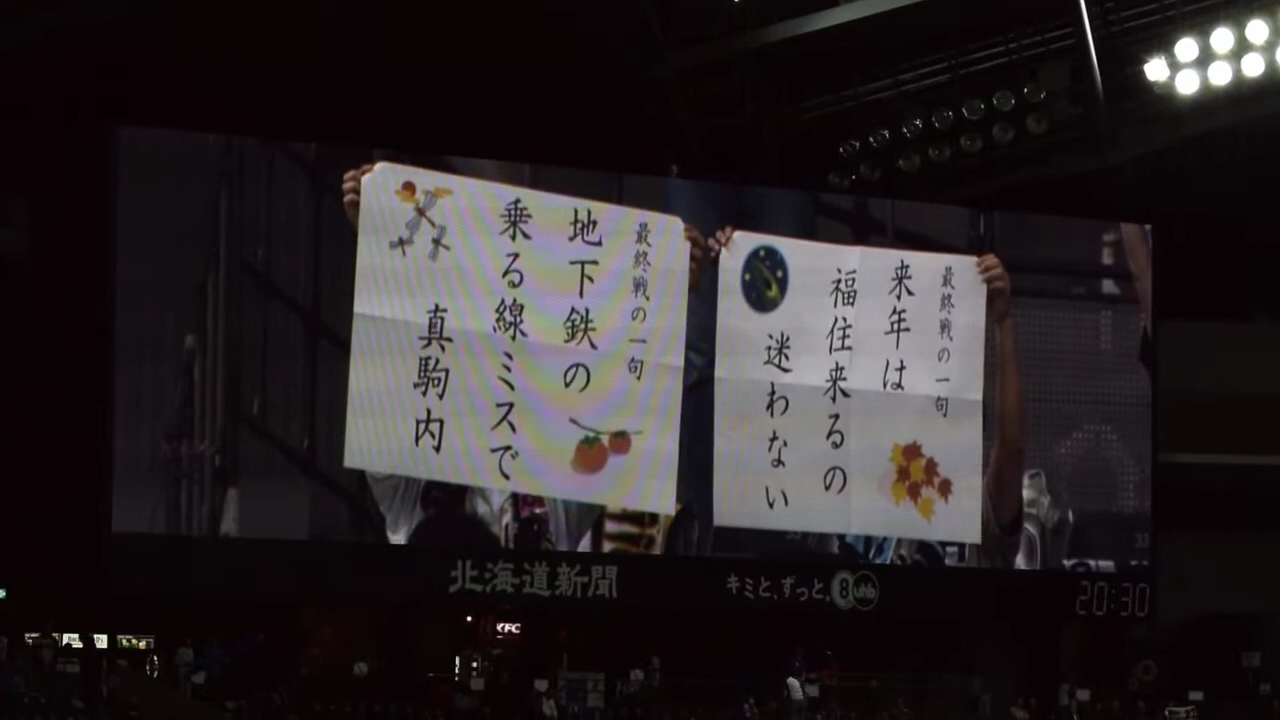 最終戦の一句
地下鉄の
乗る線ミスで
真駒内
最終戦の一句
来年は
福住来るの
迷わない
北海道新聞
キミと、ずっと、
8 uhb
20:30
KFC